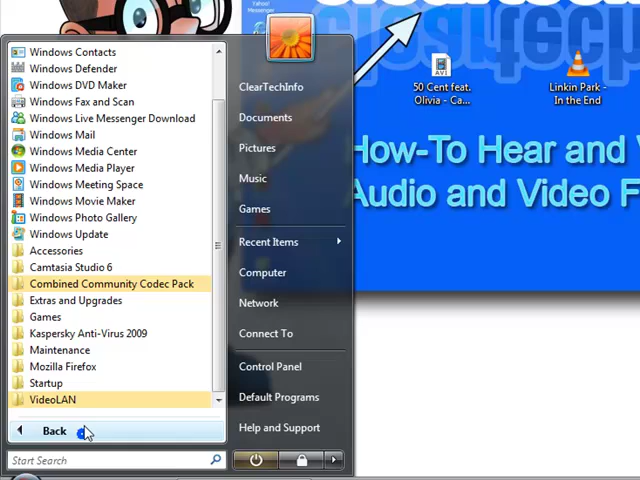 Yahoo!
Messenger
Windows Contacts
Windows Defender
Windows DVD Maker
Windows Fax and Scan
Windows Live Messenger Download
Windows Mail
Windows Media Center
Windows Media Player
Windows Meeting Space
Windows Movie Maker
Windows Photo Gallery
Windows Update
Accessories
Camtasia Studio 6
Combined Community Codec Pack
Extras and Upgrades
Games
Kaspersky Anti-Virus 2009
Maintenance
Mozilla Firefox
Startup
VideoLAN
Back
Start Search
ClearTechInfo
Documents
Pictures
Music
Games
Recent Items
Computer
Network
Connect To
Control Panel
Default Programs
Help and Support
AVI
50 Cent feat.
Olivia - Ca...
Linkin Park -
In the End
How-To Hear and
Audio and Video